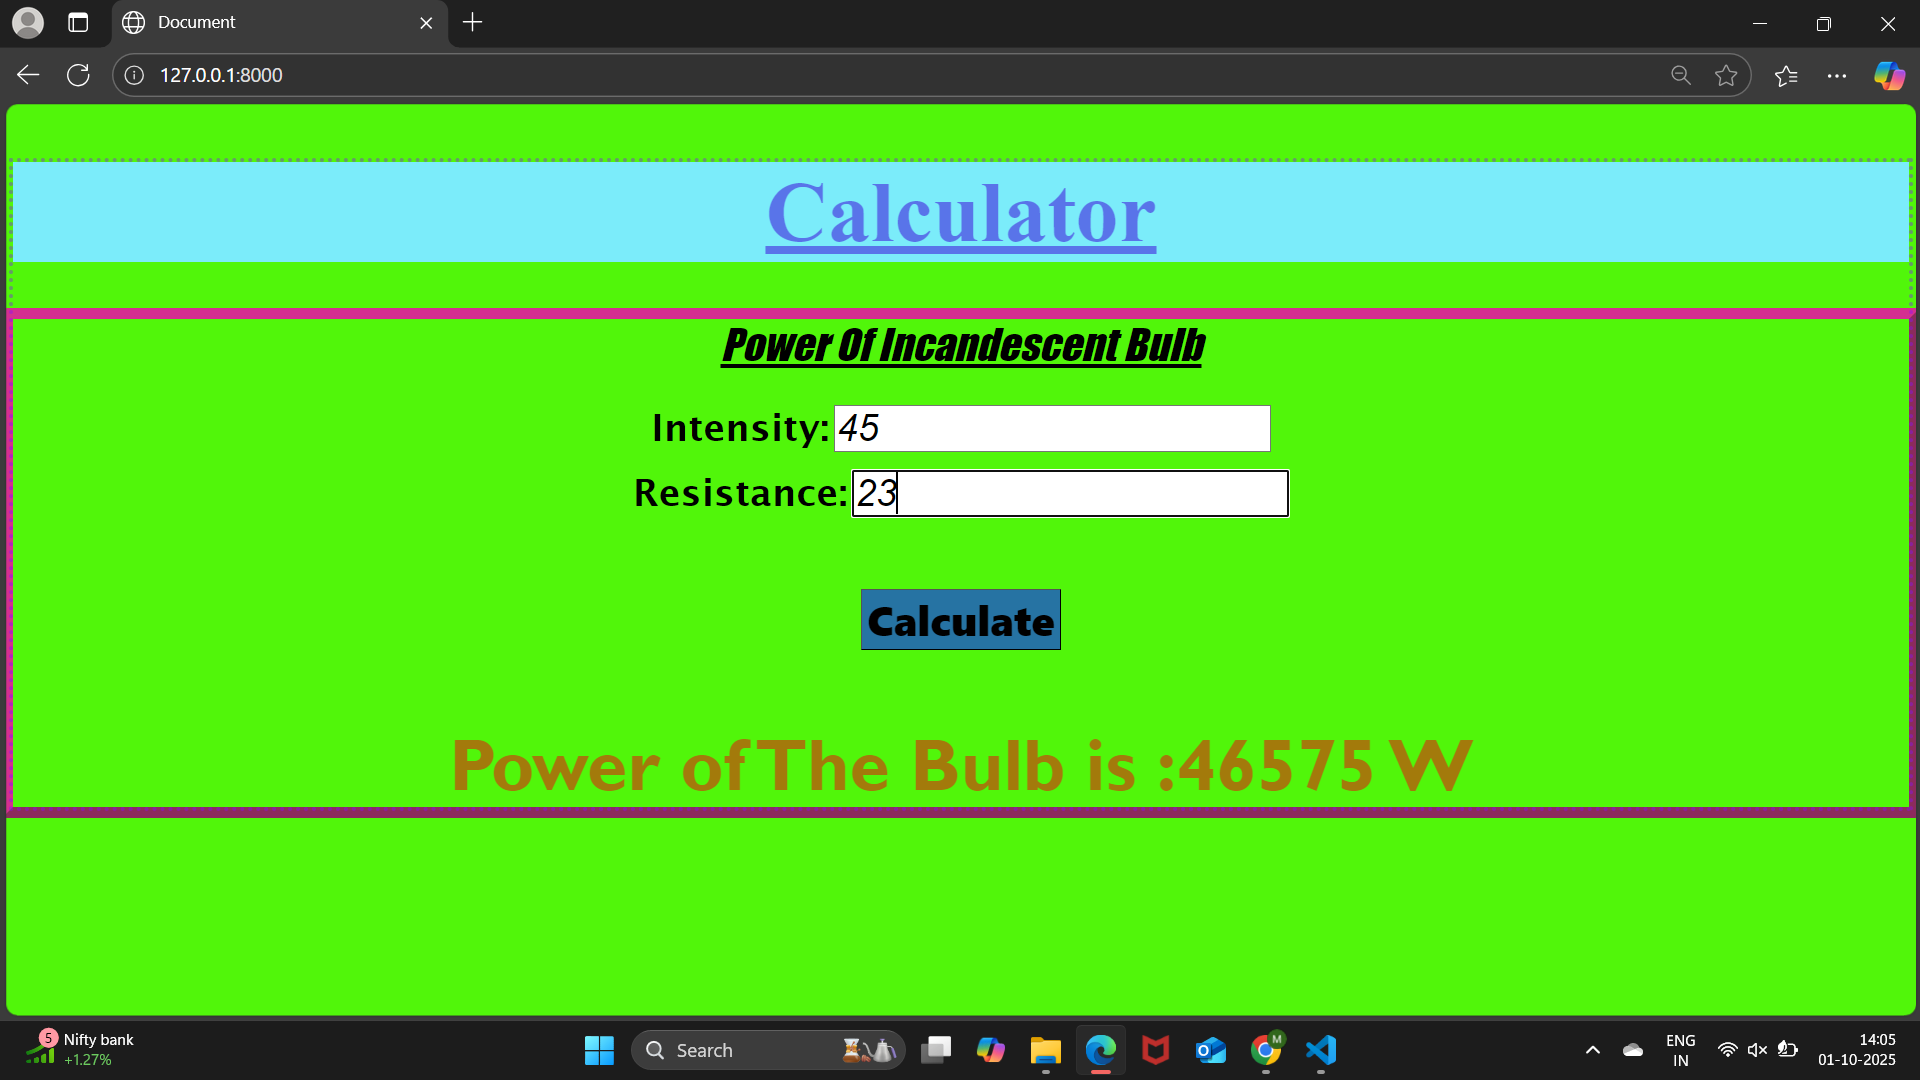 Document
127.0.0.1:8000
Calculator
Power Of Incandescent Bulb
Intensity: 45
Resistance: 23
Calculate
Power of The Bulb is :46575 W
5 Nifty bank
+1.27%
Search
M
ENG
IN
14:05
01-10-2025